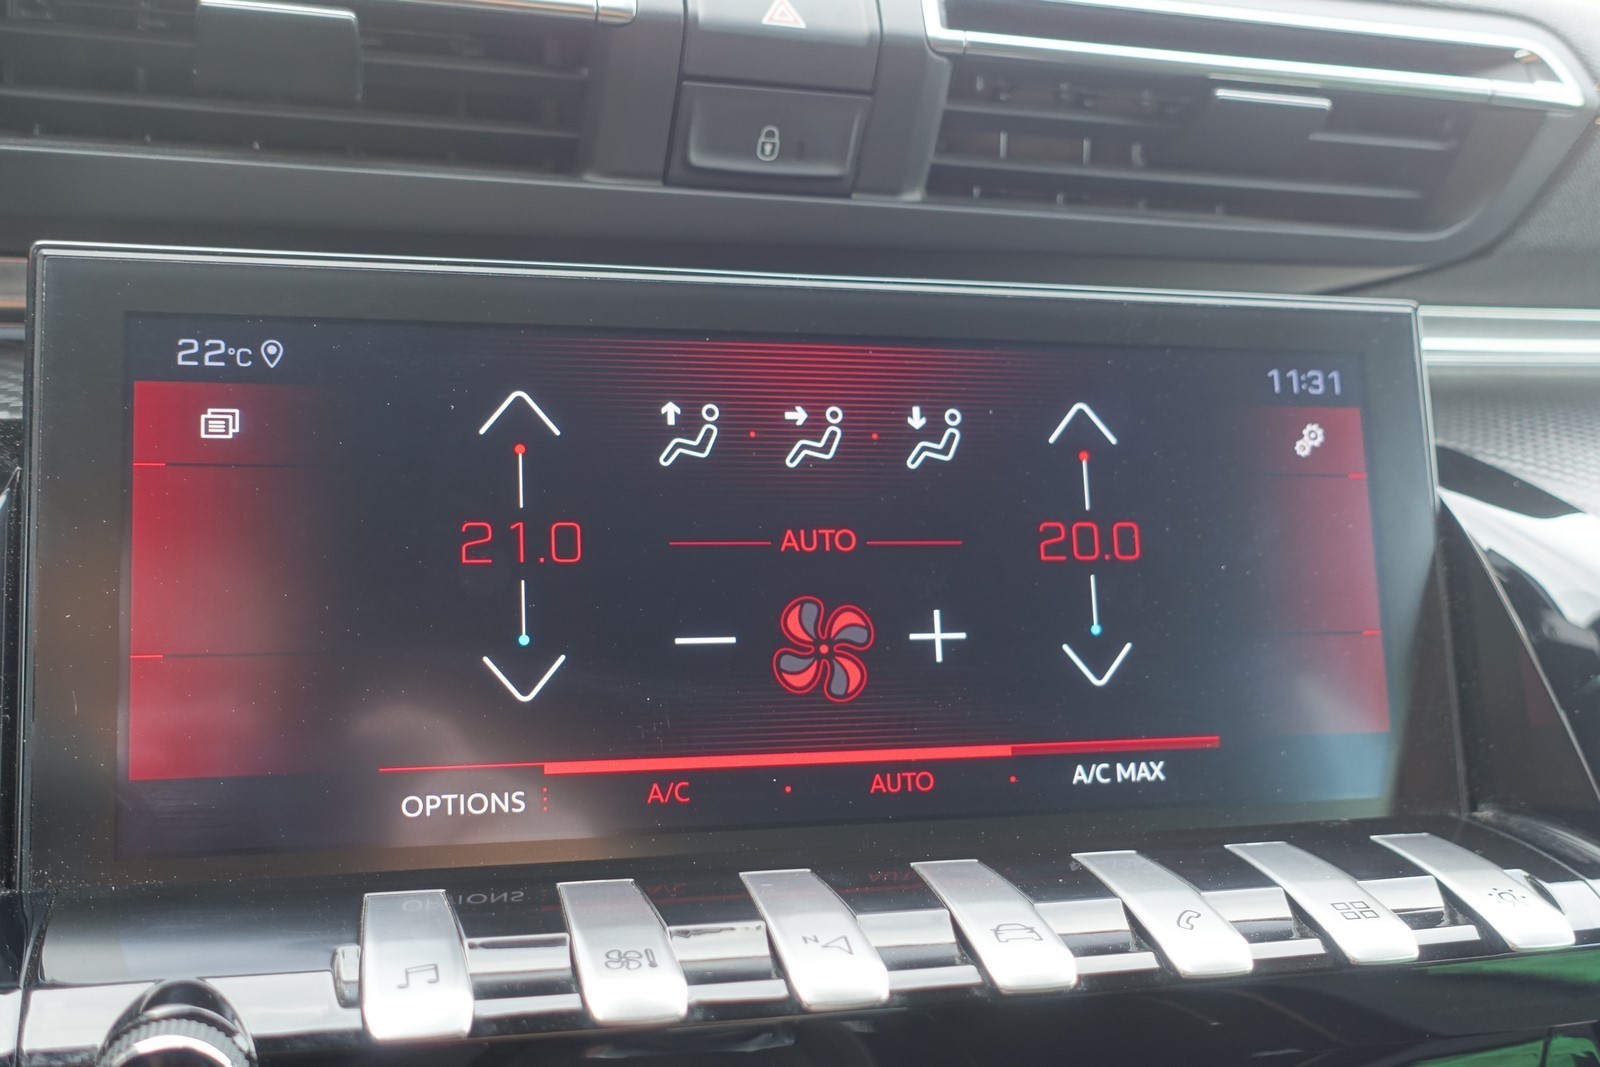 22°C
11:31
21.0
AUTO
20.0
OPTIONS
A/C
AUTO
A/C MAX
N